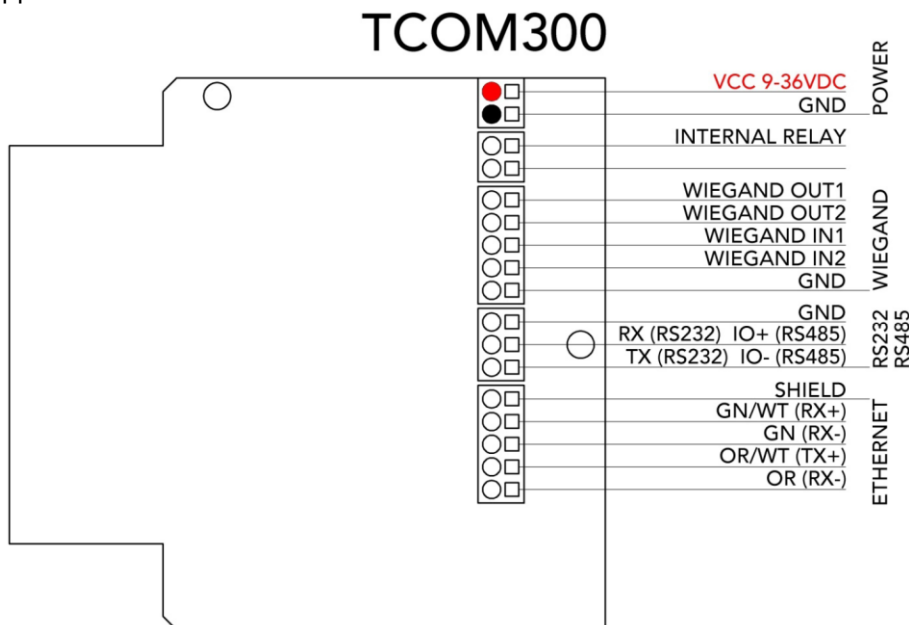 TCOM300
VCC 9-36VDC
GND
POWER
INTERNAL RELAY
WIEGAND OUT1
WIEGAND OUT2
WIEGAND IN1
WIEGAND IN2
GND
WIEGAND
GND
RX (RS232) IO+ (RS485)
TX (RS232) IO- (RS485)
RS232
RS485
SHIELD
GN/WT (RX+)
GN (RX-)
OR/WT (TX+)
OR (RX-)
ETHERNET